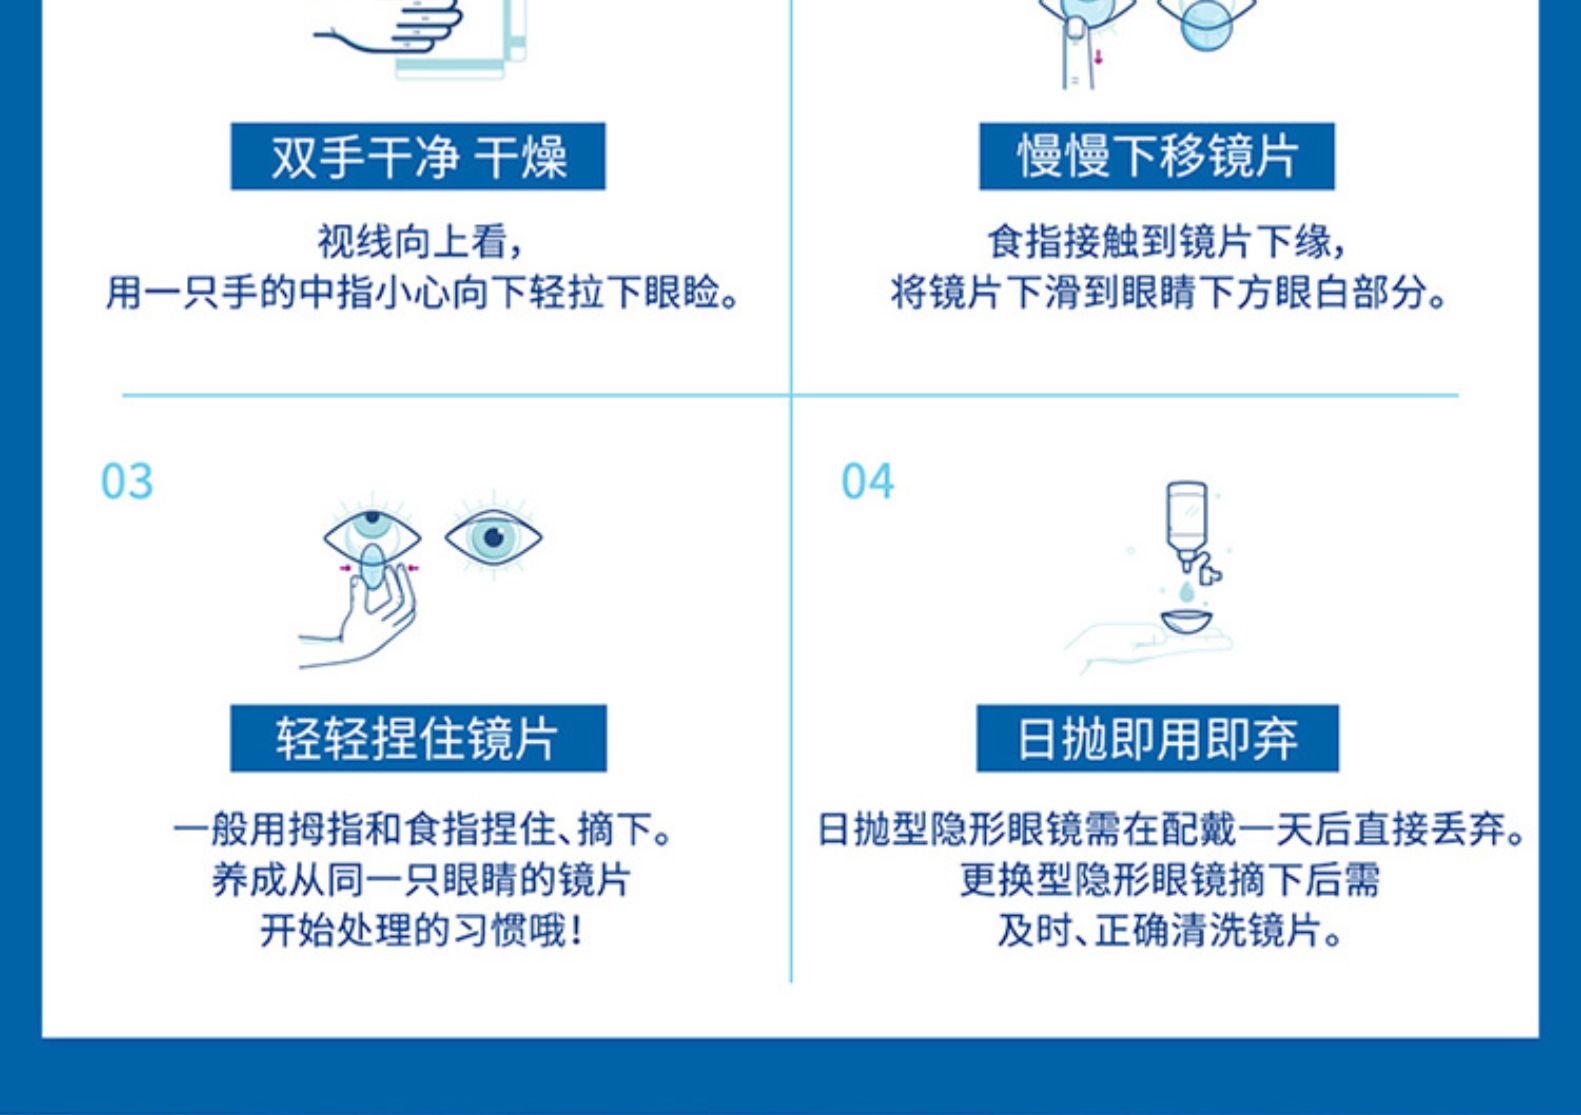 双手干净 干燥
视线向上看，
用一只手的中指小心向下轻拉下眼睑。
慢慢下移镜片
食指接触到镜片下缘，
将镜片下滑到眼睛下方眼白部分。
03
轻轻捏住镜片
一般用拇指和食指捏住、摘下。
养成从同一只眼睛的镜片
开始处理的习惯哦！
04
日抛即用即弃
日抛型隐形眼镜需在配戴一天后直接丢弃。
更换型隐形眼镜摘下后需
及时、正确清洗镜片。